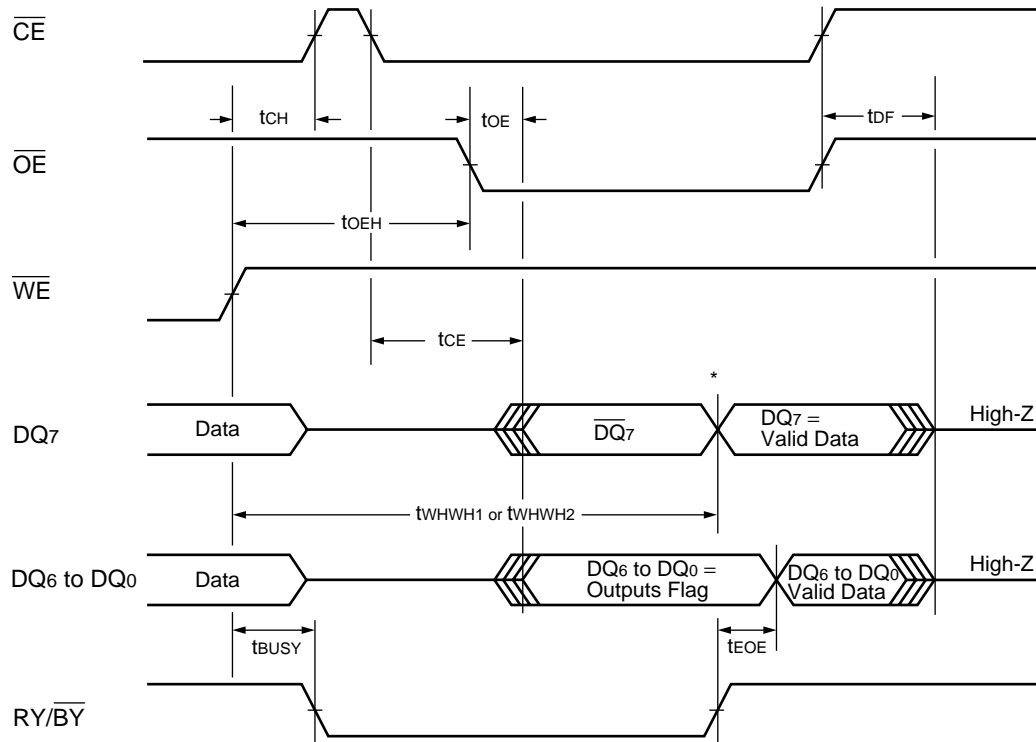 CE
tCH
tOE
tDF
OE
tOEH
WE
tCE
*
DQ7
Data
DQ7
DQ7 =
Valid Data
High-Z
tWHWH1 or tWHWH2
DQ6 to DQ0
Data
DQ6 to DQ0 =
Outputs Flag
DQ6 to DQ0
Valid Data
High-Z
tBUSY
tEOE
RY/BY